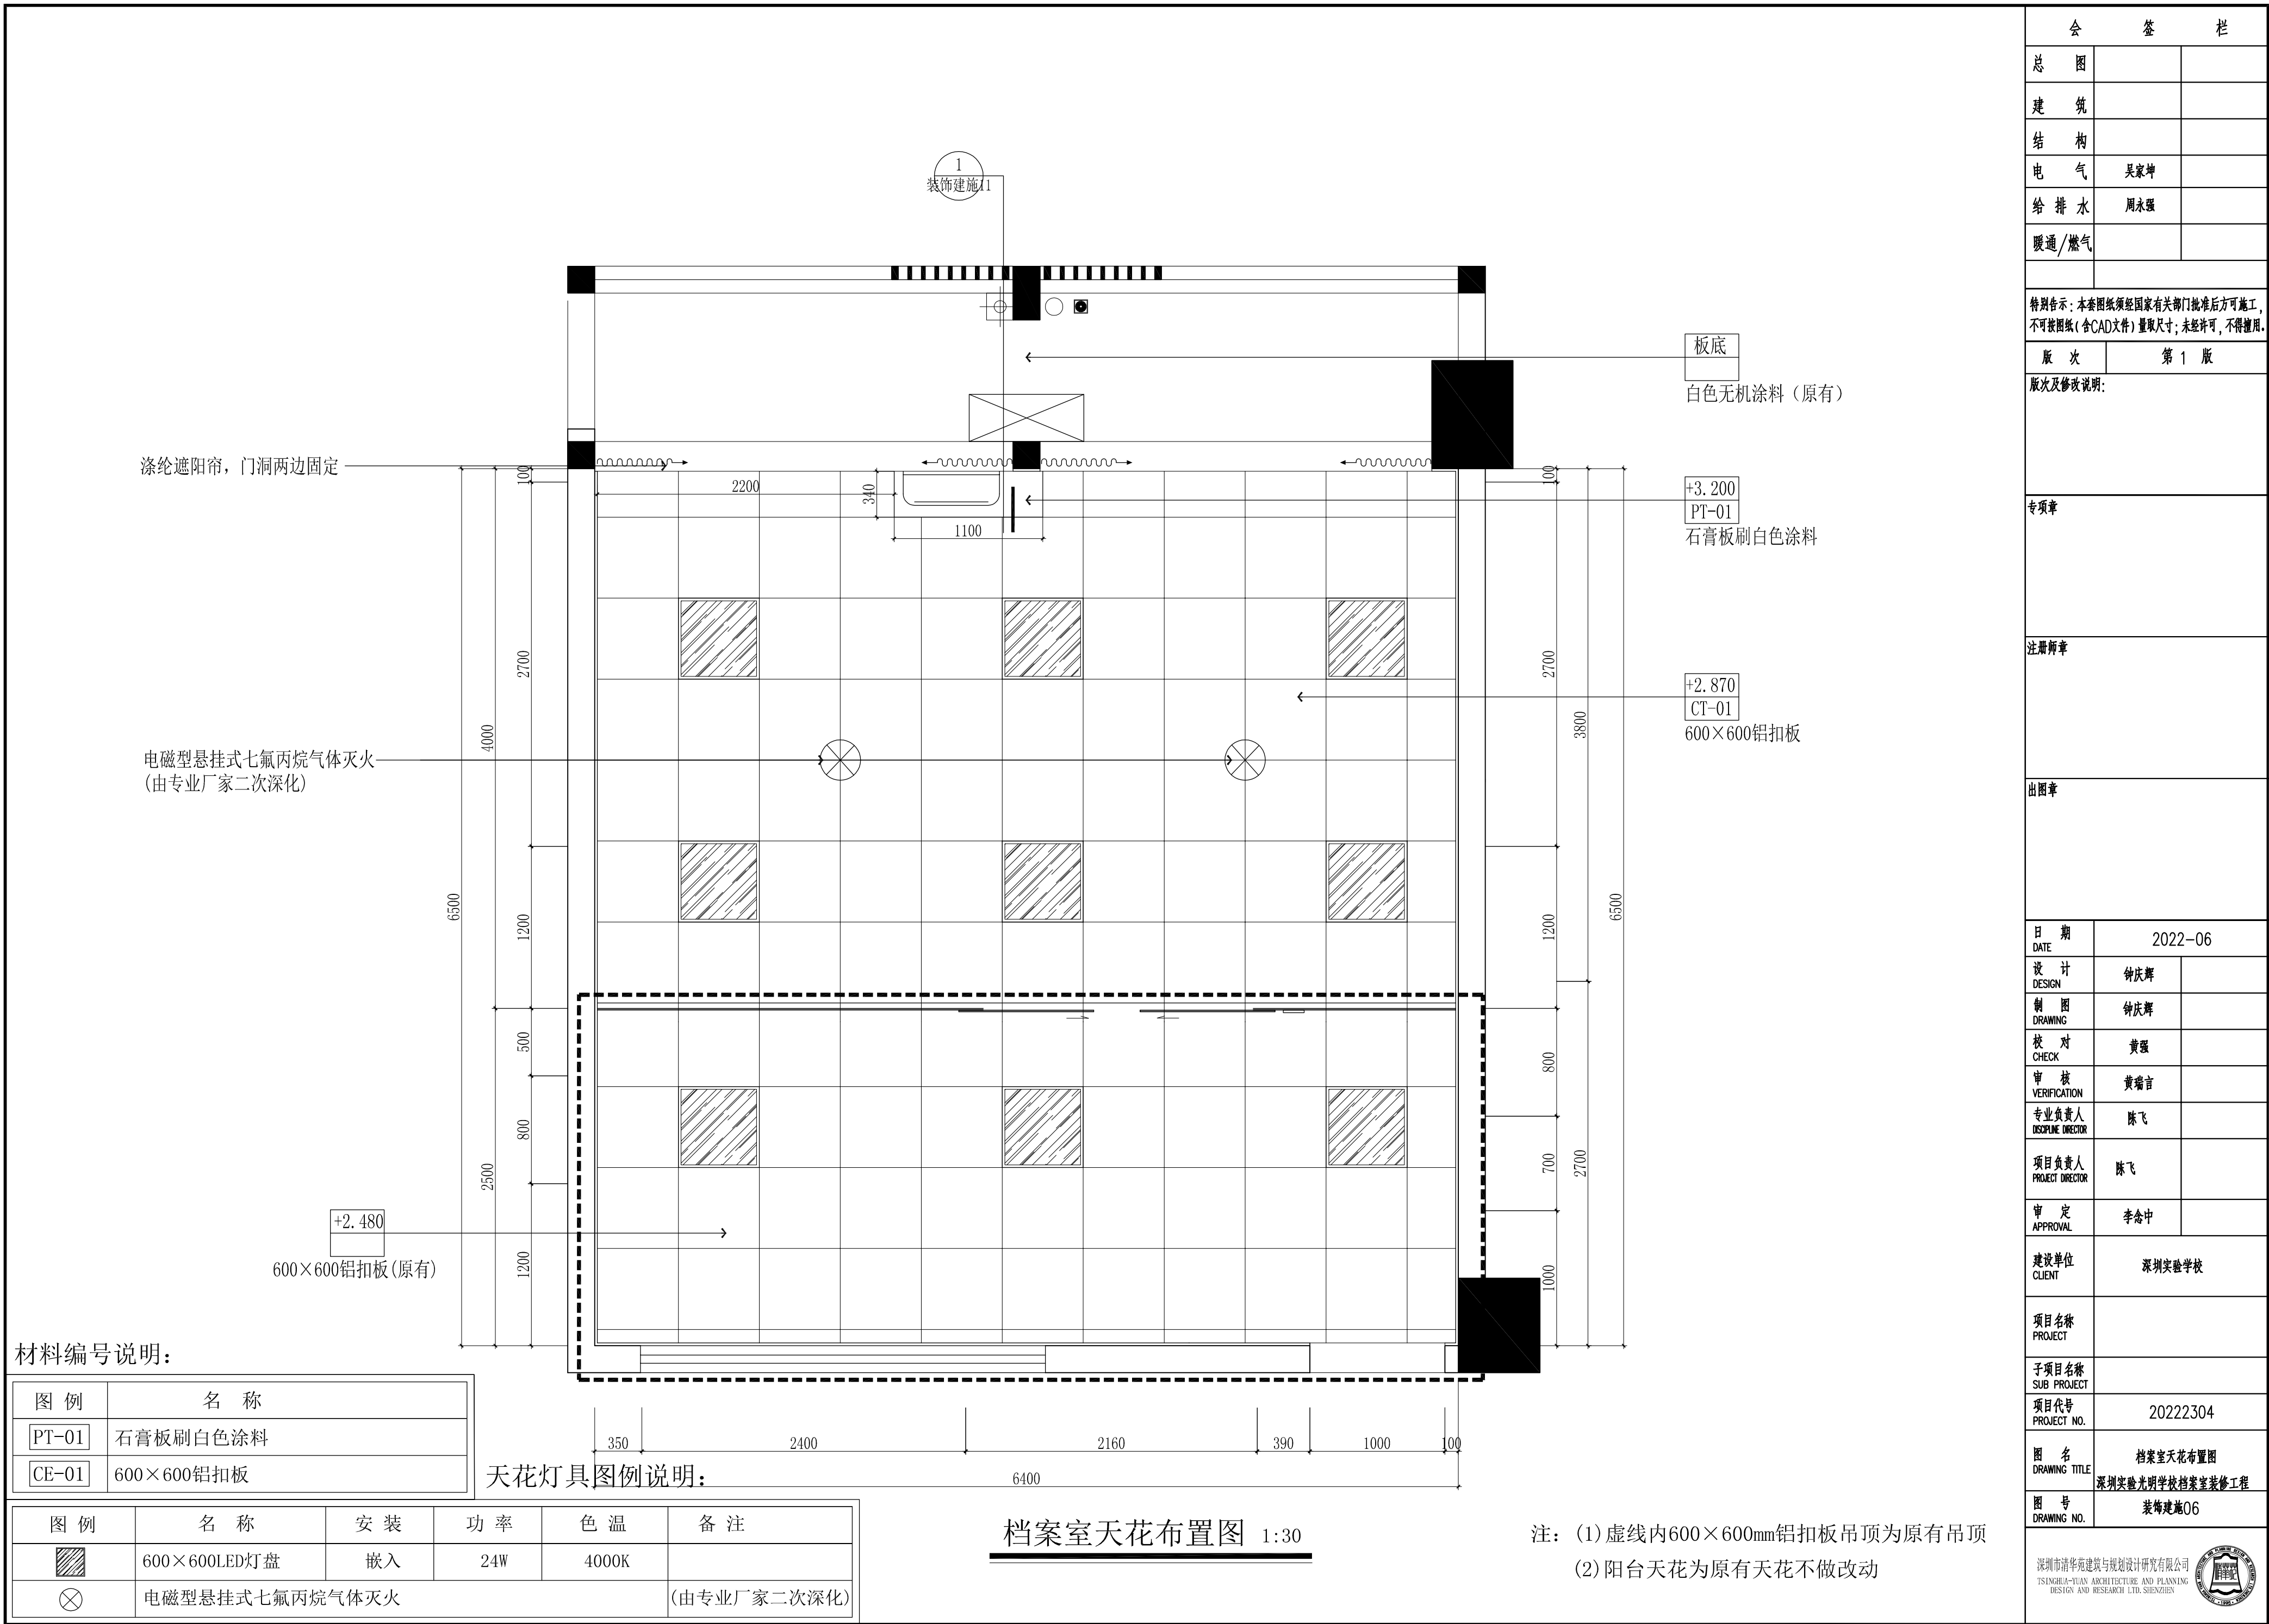 1
装饰建施11
板底
白色无机涂料（原有）
涤纶遮阳帘，门洞两边固定
+3.200
PT-01
石膏板刷白色涂料
+2.870
CT-01
600×600铝扣板
电磁型悬挂式七氟丙烷气体灭火
(由专业厂家二次深化)
+2.480
600×600铝扣板(原有)
2200
340
1100
100
2700
1200
500
800
1200
4000
2500
6500
100
2700
1200
800
700
1000
3800
2700
6500
350
2400
2160
390
1000
100
6400
材料编号说明：
图 例 名 称
PT-01 石膏板刷白色涂料
CE-01 600×600铝扣板
天花灯具图例说明：
图 例 名 称 安 装 功 率 色 温 备 注
600×600LED灯盘 嵌入 24W 4000K
电磁型悬挂式七氟丙烷气体灭火 (由专业厂家二次深化)
档案室天花布置图 1:30
注：(1)虚线内600×600mm铝扣板吊顶为原有吊顶
(2)阳台天花为原有天花不做改动
会 签 栏
总 图
建 筑
结 构
电 气 吴家坤
给 排 水 周永强
暖通/燃气
特别告示：本套图纸须经国家有关部门批准后方可施工，
不可按图纸（含CAD文件）量取尺寸；未经许可，不得擅用。
版 次 第 1 版
版次及修改说明：
专项章
注册师章
出图章
日 期 2022-06
DATE
设 计 钟庆辉
DESIGN
制 图 钟庆辉
DRAWING
校 对 黄强
CHECK
审 核 黄瑞言
VERIFICATION
专业负责人 陈飞
DISCIPLINE DIRECTOR
项目负责人 陈飞
PROJECT DIRECTOR
审 定 李念中
APPROVAL
建设单位 深圳实验学校
CLIENT
项目名称
PROJECT
子项目名称
SUB PROJECT
项目代号 20222304
PROJECT NO.
图 名 档案室天花布置图
DRAWING TITLE 深圳实验光明学校档案室装修工程
图 号 装饰建施06
DRAWING NO.
深圳市清华苑建筑与规划设计研究有限公司
TSINGHUA-YUAN ARCHITECTURE AND PLANNING
DESIGN AND RESEARCH LTD. SHENZHEN